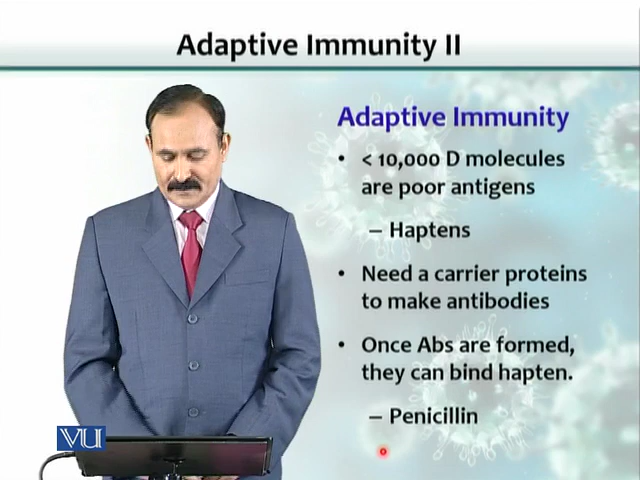 Adaptive Immunity II
Adaptive Immunity
• < 10,000 D molecules
are poor antigens
– Haptens
• Need a carrier proteins
to make antibodies
• Once Abs are formed,
they can bind hapten.
– Penicillin
VU